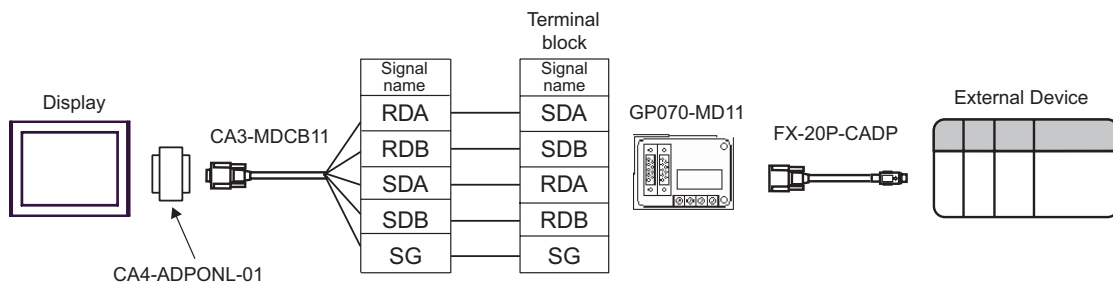 Terminal
block
Signal
name
Signal
name
Display
CA3-MDCB11
GP070-MD11
FX-20P-CADP
External Device
RDA
SDA
RDB
SDB
SDA
RDA
SDB
RDB
SG
SG
CA4-ADPONL-01